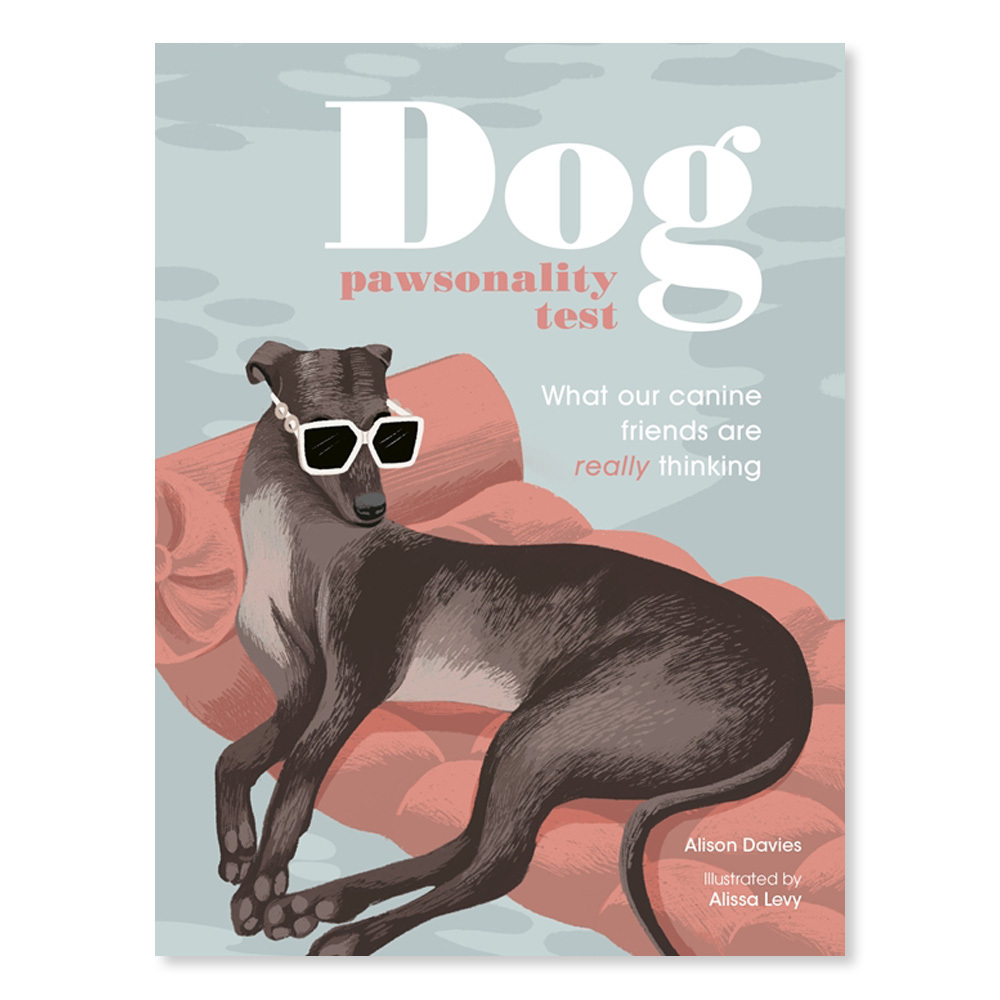 Dog
pawsonality
test
What our canine
friends are
really thinking
Alison Davies
Illustrated by
Alissa Levy